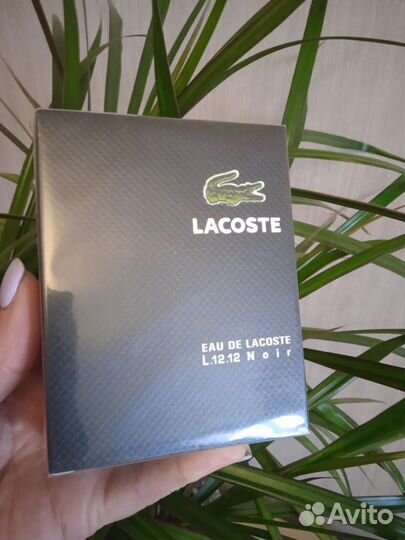 LACOSTE
EAU DE LACOSTE
L.12.12 Noir
Avito